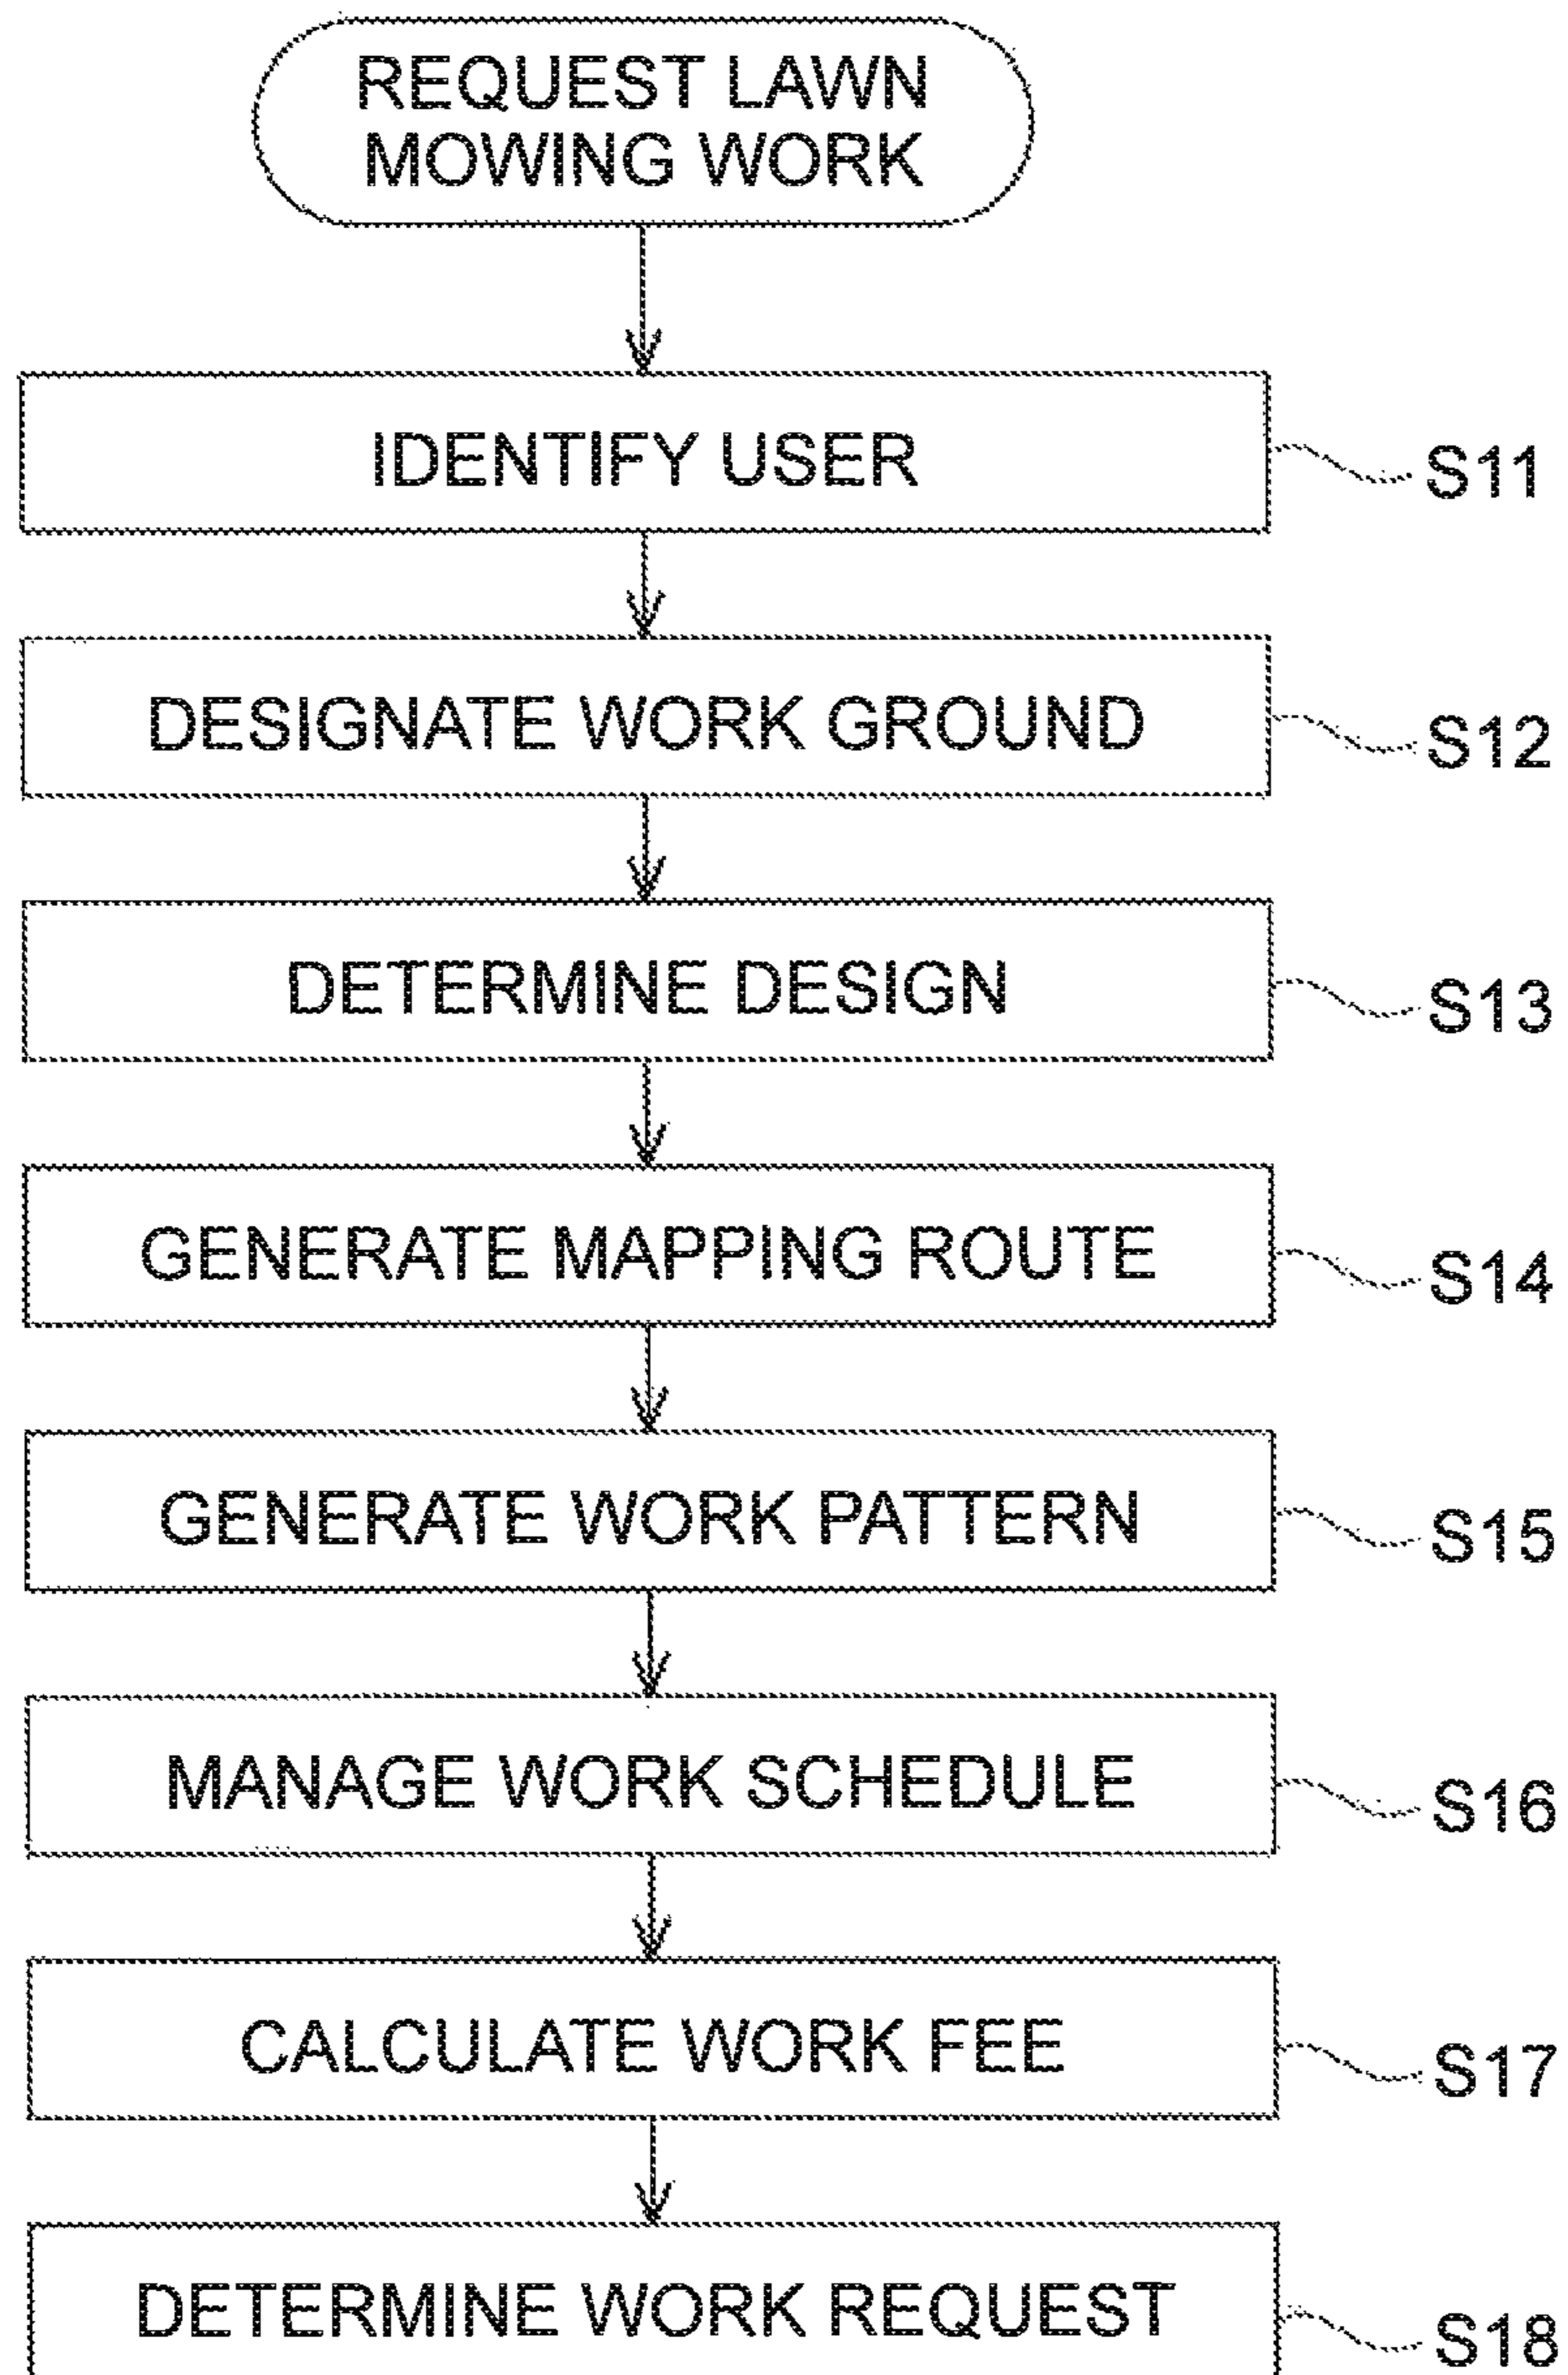 REQUEST LAWN
MOWING WORK
IDENTIFY USER
S11
DESIGNATE WORK GROUND
S12
DETERMINE DESIGN
S13
GENERATE MAPPING ROUTE
S14
GENERATE WORK PATTERN
S15
MANAGE WORK SCHEDULE
S16
CALCULATE WORK FEE
S17
DETERMINE WORK REQUEST
S18